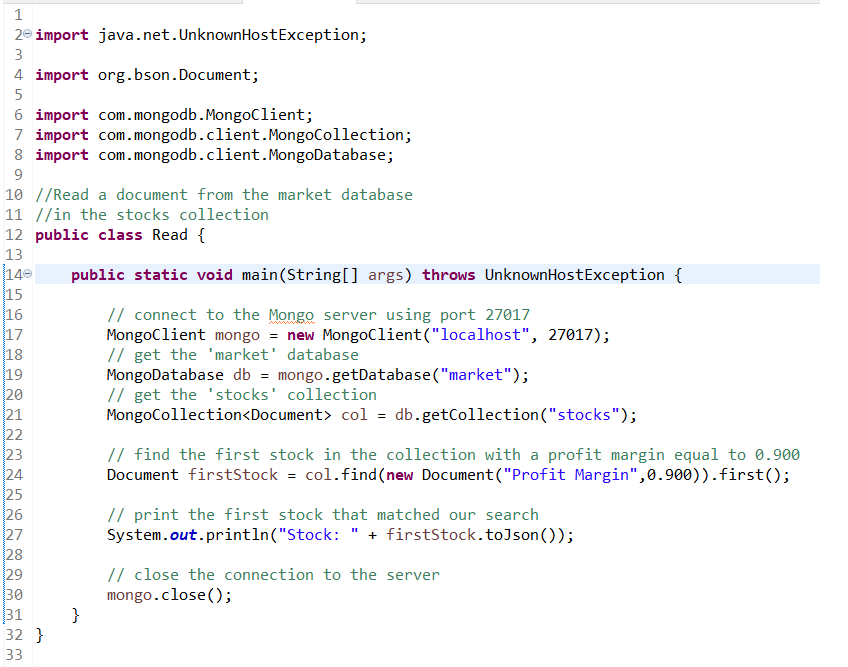 1
2 import java.net.UnknownHostException;
3
4 import org.bson.Document;
5
6 import com.mongodb.MongoClient;
7 import com.mongodb.client.MongoCollection;
8 import com.mongodb.client.MongoDatabase;
9
10 //Read a document from the market database
11 //in the stocks collection
12 public class Read {
13
14     public static void main(String[] args) throws UnknownHostException {
15
16         // connect to the Mongo server using port 27017
17         MongoClient mongo = new MongoClient("localhost", 27017);
18         // get the 'market' database
19         MongoDatabase db = mongo.getDatabase("market");
20         // get the 'stocks' collection
21         MongoCollection<Document> col = db.getCollection("stocks");
22
23         // find the first stock in the collection with a profit margin equal to 0.900
24         Document firstStock = col.find(new Document("Profit Margin",0.900)).first();
25
26         // print the first stock that matched our search
27         System.out.println("Stock: " + firstStock.toJson());
28
29         // close the connection to the server
30         mongo.close();
31     }
32 }
33